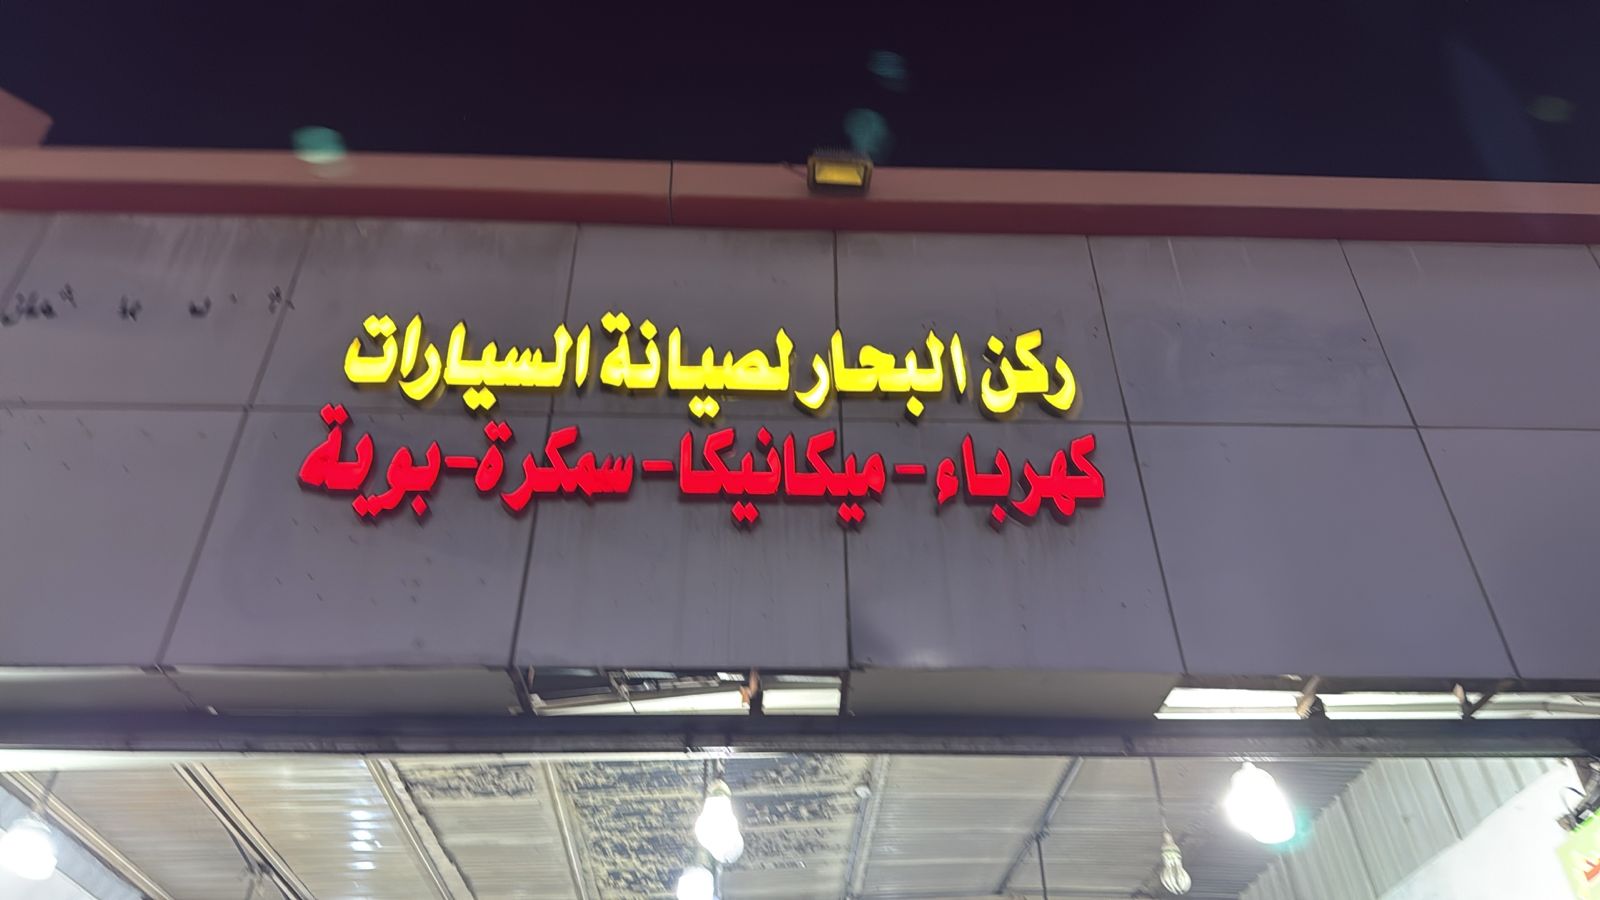 ركن البحار لصيانة السيارات
كهرباء - ميكانيكا - سمكرة - بوية